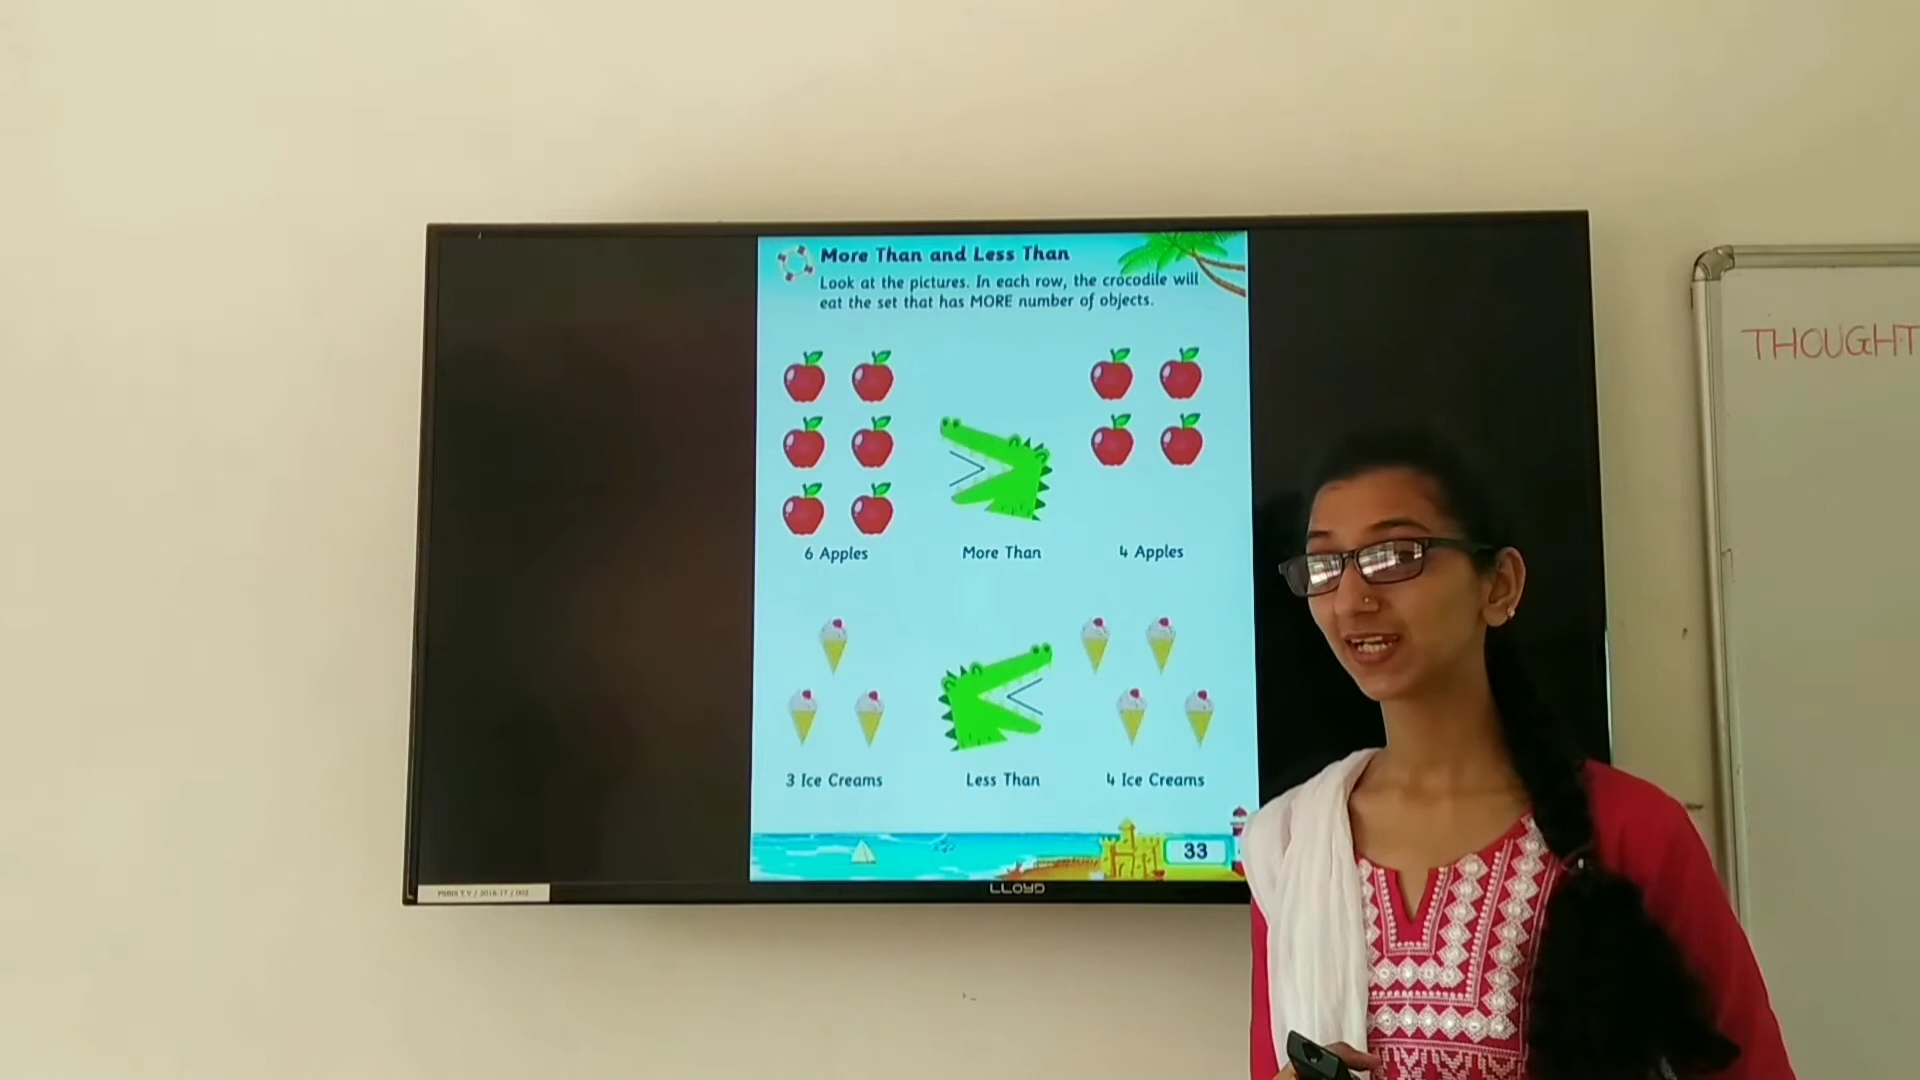 More Than and Less Than
Look at the pictures. In each row, the crocodile will
eat the set that has MORE number of objects.
6 Apples
More Than
4 Apples
3 Ice Creams
Less Than
4 Ice Creams
33
LLOYD
THOUGHT